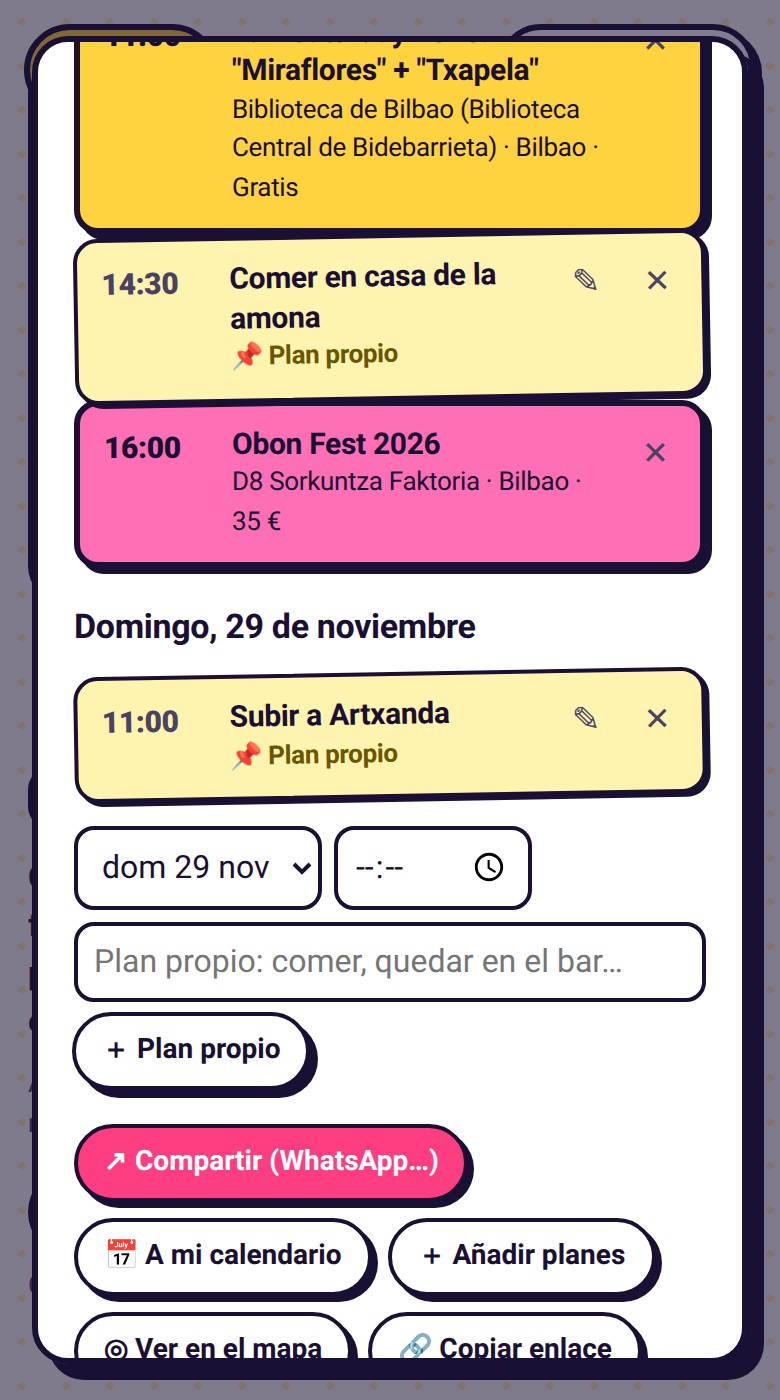 "Miraflores" + "Txapela"
Biblioteca de Bilbao (Biblioteca
Central de Bidebarrieta) · Bilbao ·
Gratis
14:30
Comer en casa de la
amona
📌 Plan propio
16:00
Obon Fest 2026
D8 Sorkuntza Faktoria · Bilbao ·
35 €
Domingo, 29 de noviembre
11:00
Subir a Artxanda
📌 Plan propio
dom 29 nov
--:--
Plan propio: comer, quedar en el bar…
+ Plan propio
↗ Compartir (WhatsApp…)
📅 A mi calendario
+ Añadir planes
◎ Ver en el mapa
🔗 Copiar enlace